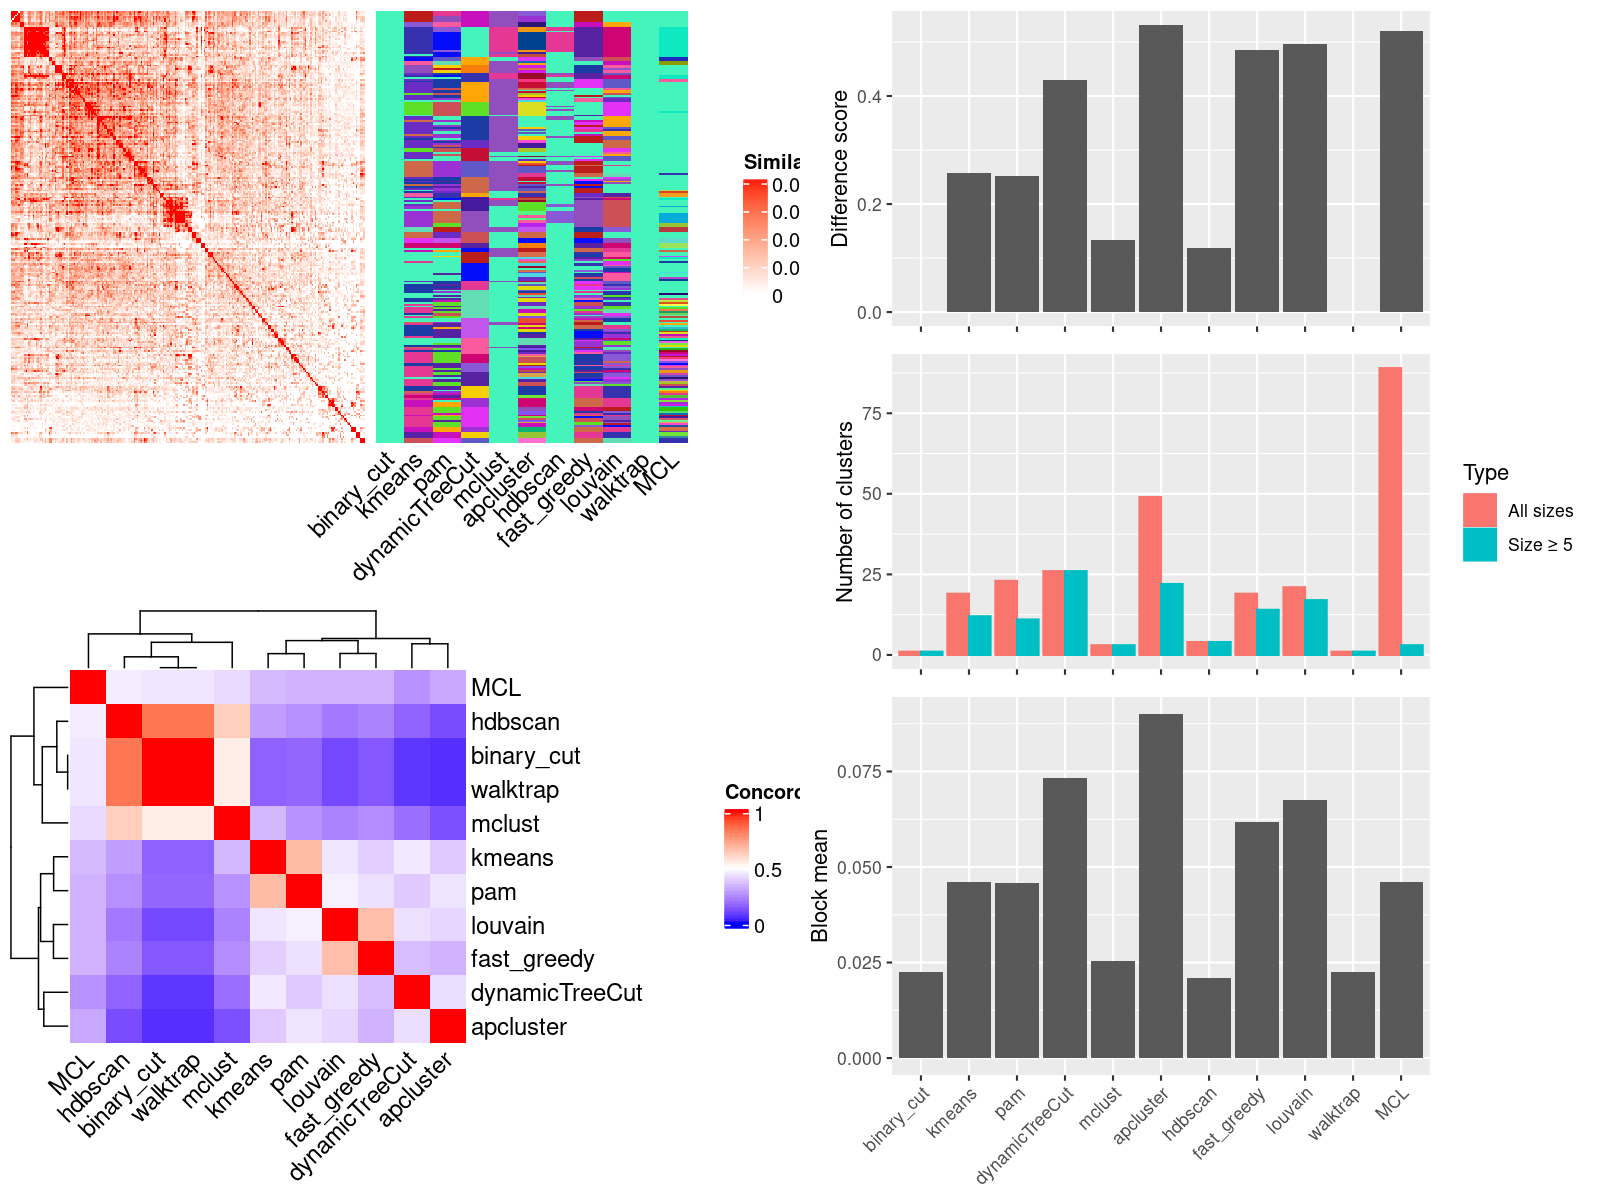 Simila
0.0
0.0
0.0
0.0
0
binary_cut
kmeans
pam
dynamicTreeCut
mclust
apcluster
hdbscan
fast_greedy
louvain
walktrap
MCL
MCL
hdbscan
binary_cut
walktrap
mclust
kmeans
pam
louvain
fast_greedy
dynamicTreeCut
apcluster
MCL
hdbscan
binary_cut
walktrap
mclust
kmeans
pam
louvain
fast_greedy
dynamicTreeCut
apcluster
Concord
1
0.5
0
Difference score
0.4
0.2
0.0
Number of clusters
75
50
25
0
Type
All sizes
Size ≥ 5
Block mean
0.075
0.050
0.025
0.000
binary_cut
kmeans
pam
dynamicTreeCut
mclust
apcluster
hdbscan
fast_greedy
louvain
walktrap
MCL